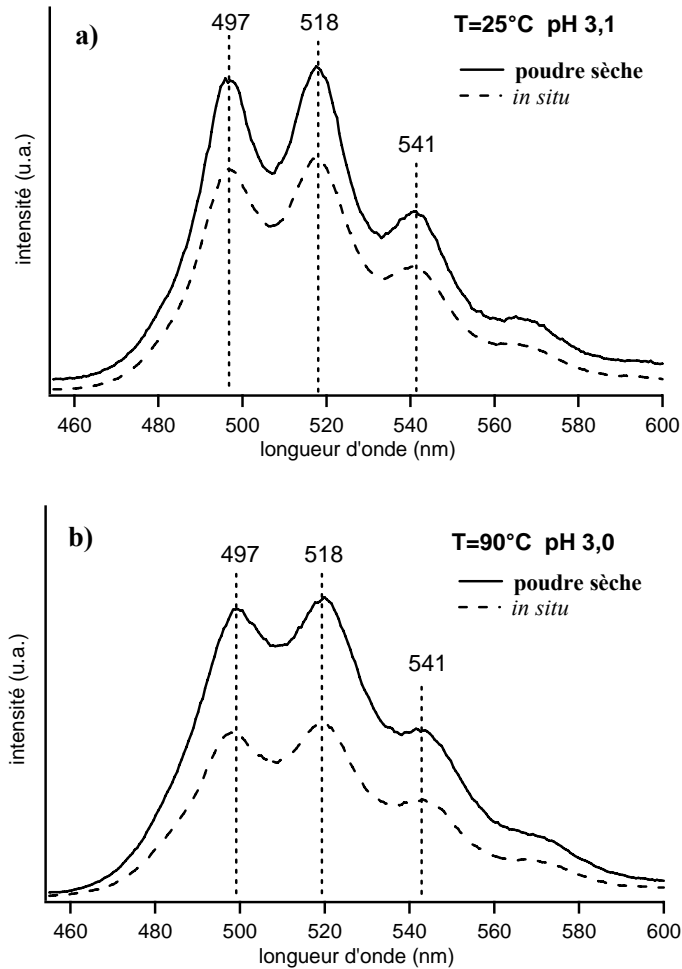 a)
497 518
T=25°C pH 3,1
poudre sèche
in situ
541
intensité (u.a.)
460 480 500 520 540 560 580 600
longueur d'onde (nm)
b)
497 518
T=90°C pH 3,0
poudre sèche
in situ
541
intensité (u.a.)
460 480 500 520 540 560 580 600
longueur d'onde (nm)